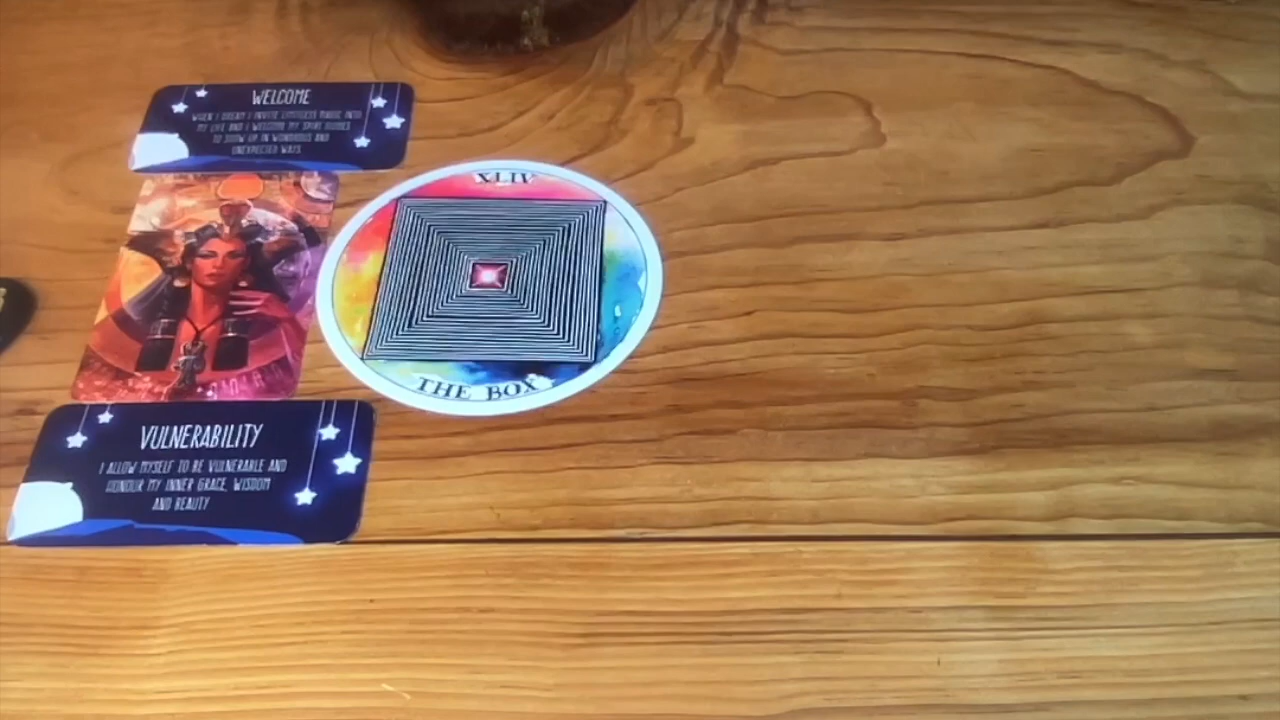 WELCOME
WHEN I DREAM I INVITE LIMITLESS MAGIC INTO
MY LIFE AND I WELCOME MY SPIRIT GUIDES
TO SHOW UP IN WONDROUS AND
UNEXPECTED WAYS
XLIV
THE BOX
VULNERABILITY
I ALLOW MYSELF TO BE VULNERABLE AND
HONOUR MY INNER GRACE, WISDOM
AND BEAUTY